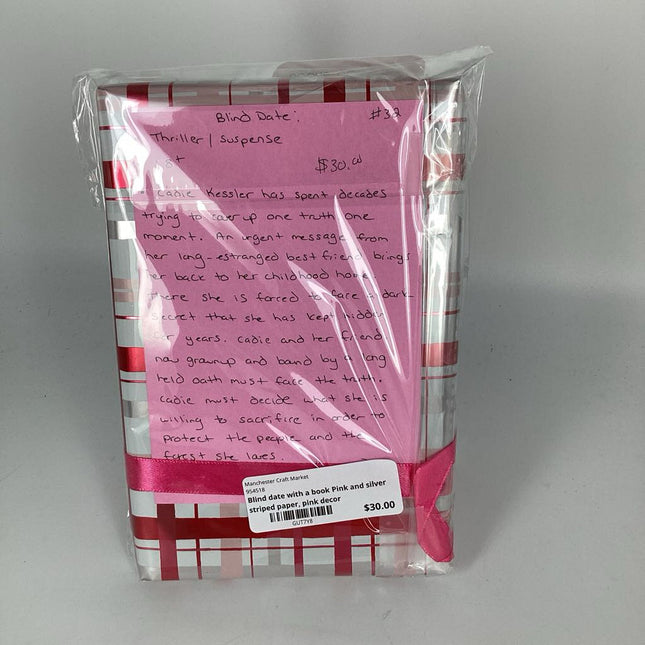 Blind Date: #32
Thriller / Suspense
$30.00
Cadie Kessler has spent decades
trying to cover up one truth one
moment. An urgent message from
her long-estranged best friend brings
her back to her childhood home
There she is forced to face a dark
secret that she has kept hidden
for years. Cadie and her friend
now grownup and bound by a long
held oath must face the truth.
Cadie must decide what she is
willing to sacrifice in order to
protect the people and the
forest she loves.
Manchester Craft Market
954518
Blind date with a book Pink and silver
striped paper, pink decor
$30.00
GUT7Y8